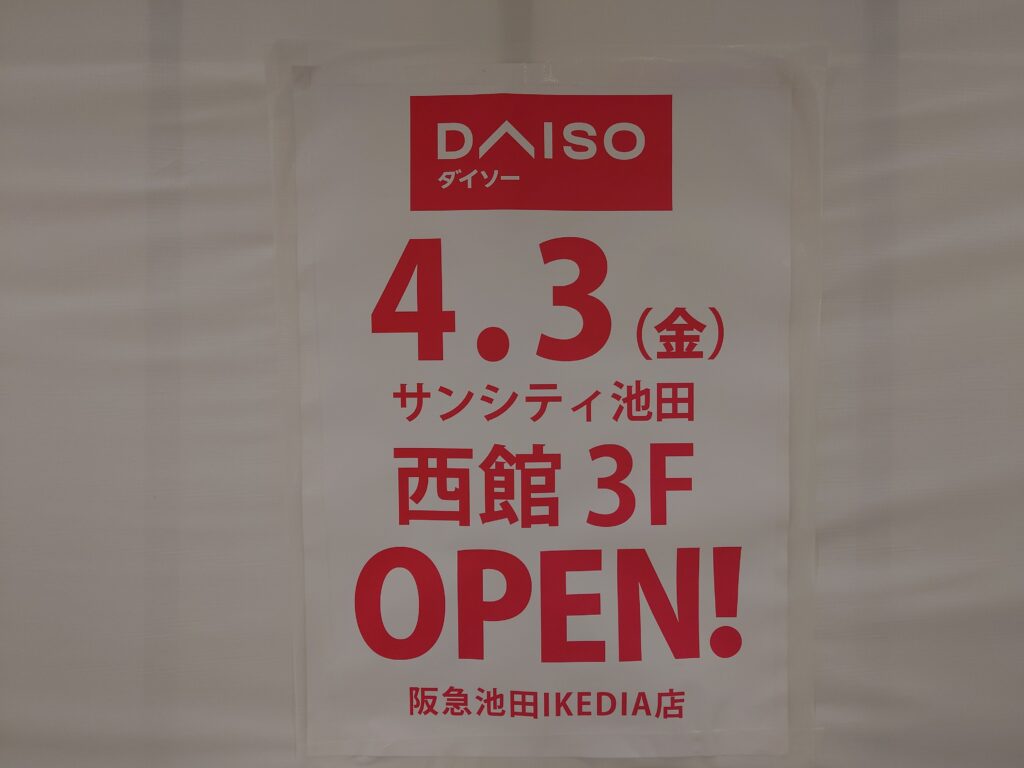 DAISO
ダイソー
4.3(金)
サンシティ池田
西館 3F
OPEN!
阪急池田IKEDIA店